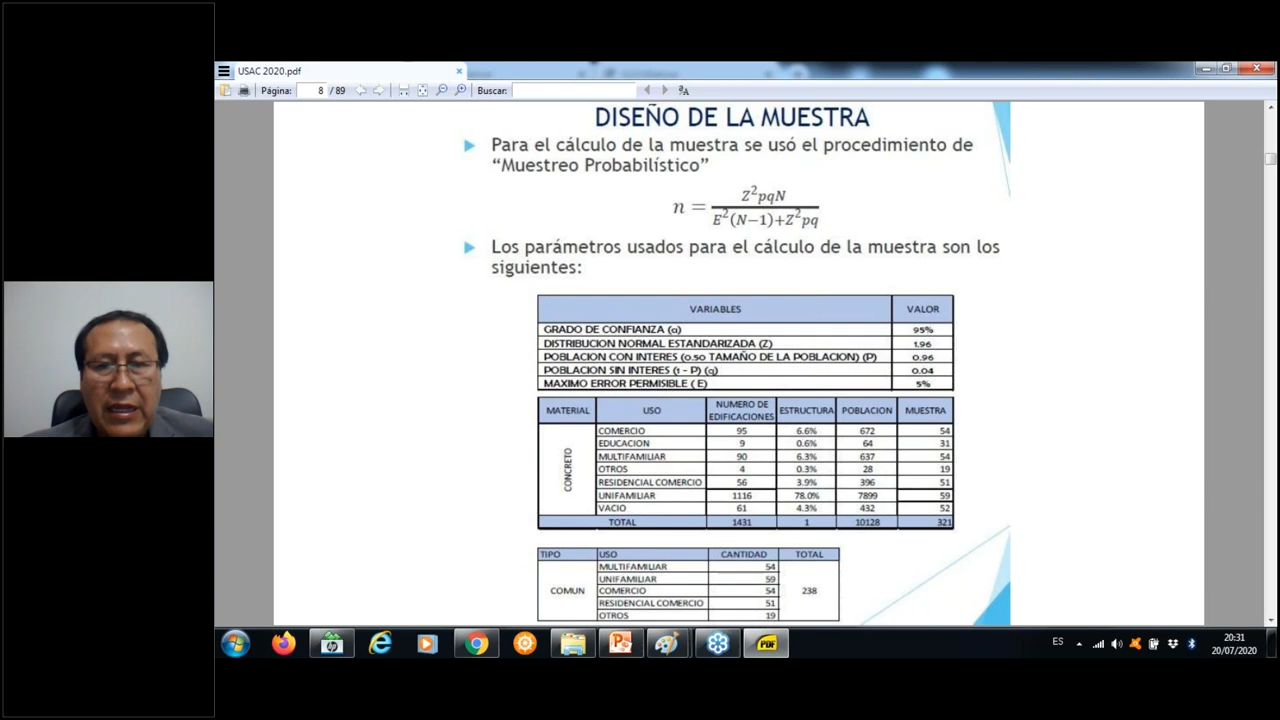 USAC 2020.pdf
Página: 8 / 89 Buscar:
DISEÑO DE LA MUESTRA
Para el cálculo de la muestra se usó el procedimiento de
“Muestreo Probabilístico”
n = Z²pqN / E²(N−1)+Z²pq
Los parámetros usados para el cálculo de la muestra son los
siguientes:
VARIABLES VALOR
GRADO DE CONFIANZA (α) 95%
DISTRIBUCION NORMAL ESTANDARIZADA (Z) 1.96
POBLACION CON INTERES (0.50 TAMAÑO DE LA POBLACION) (P) 0.96
POBLACION SIN INTERES (1 - P) (q) 0.04
MAXIMO ERROR PERMISIBLE ( E) 5%
MATERIAL USO NUMERO DE EDIFICACIONES ESTRUCTURA POBLACION MUESTRA
CONCRETO
COMERCIO 95 6.6% 672 54
EDUCACION 9 0.6% 64 31
MULTIFAMILIAR 90 6.3% 637 54
OTROS 4 0.3% 28 19
RESIDENCIAL COMERCIO 56 3.9% 396 51
UNIFAMILIAR 1116 78.0% 7899 59
VACIO 61 4.3% 432 52
TOTAL 1431 1 10128 321
TIPO USO CANTIDAD TOTAL
MULTIFAMILIAR 54
UNIFAMILIAR 59
COMUN COMERCIO 54 238
RESIDENCIAL COMERCIO 51
OTROS 19
ES 20:31
20/07/2020